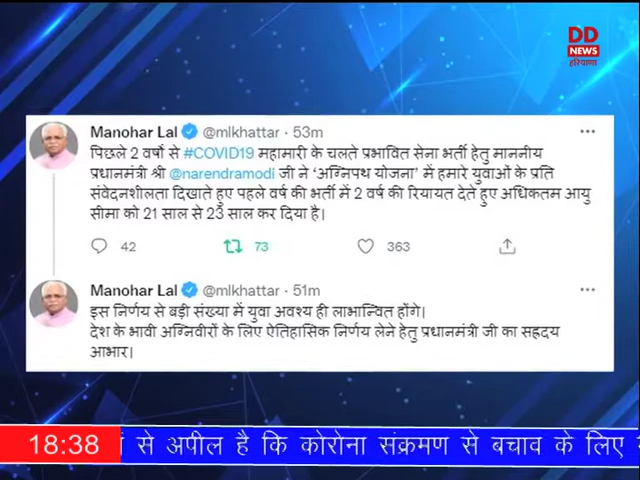 DD
NEWS
हरियाणा
Manohar Lal @mlkhattar · 53m
पिछले 2 वर्षो से #COVID19 महामारी के चलते प्रभावित सेना भर्ती हेतु माननीय
प्रधानमंत्री श्री @narendramodi जी ने ‘अग्निपथ योजना’ में हमारे युवाओं के प्रति
संवेदनशीलता दिखाते हुए पहले वर्ष की भर्ती में 2 वर्ष की रियायत देते हुए अधिकतम आयु
सीमा को 21 साल से 23 साल कर दिया है।
42 73 363
Manohar Lal @mlkhattar · 51m
इस निर्णय से बड़ी संख्या में युवा अवश्य ही लाभान्वित होंगे।
देश के भावी अग्निवीरों के लिए ऐतिहासिक निर्णय लेने हेतु प्रधानमंत्री जी का सहृदय
आभार।
18:38 से अपील है कि कोरोना संक्रमण से बचाव के लिए